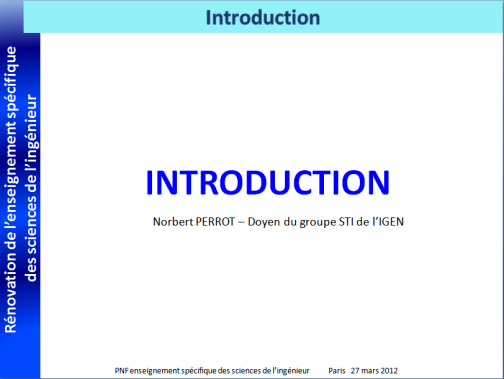 Introduction
Rénovation de l'enseignement spécifique
des sciences de l'ingénieur
INTRODUCTION
Norbert PERROT – Doyen du groupe STI de l'IGEN
PNF enseignement spécifique des sciences de l'ingénieur Paris 27 mars 2012